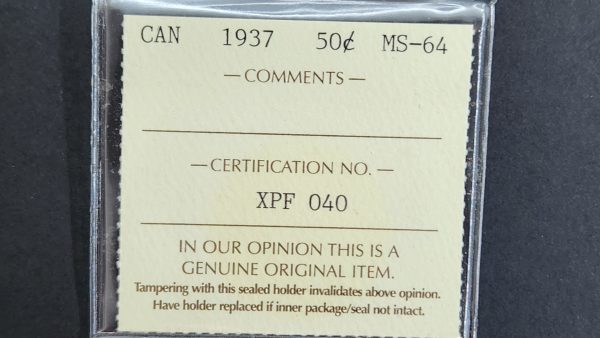 CAN 1937 50¢ MS-64
— COMMENTS —
— CERTIFICATION NO. —
XPF 040
IN OUR OPINION THIS IS A
GENUINE ORIGINAL ITEM.
Tampering with this sealed holder invalidates above opinion.
Have holder replaced if inner package/seal not intact.